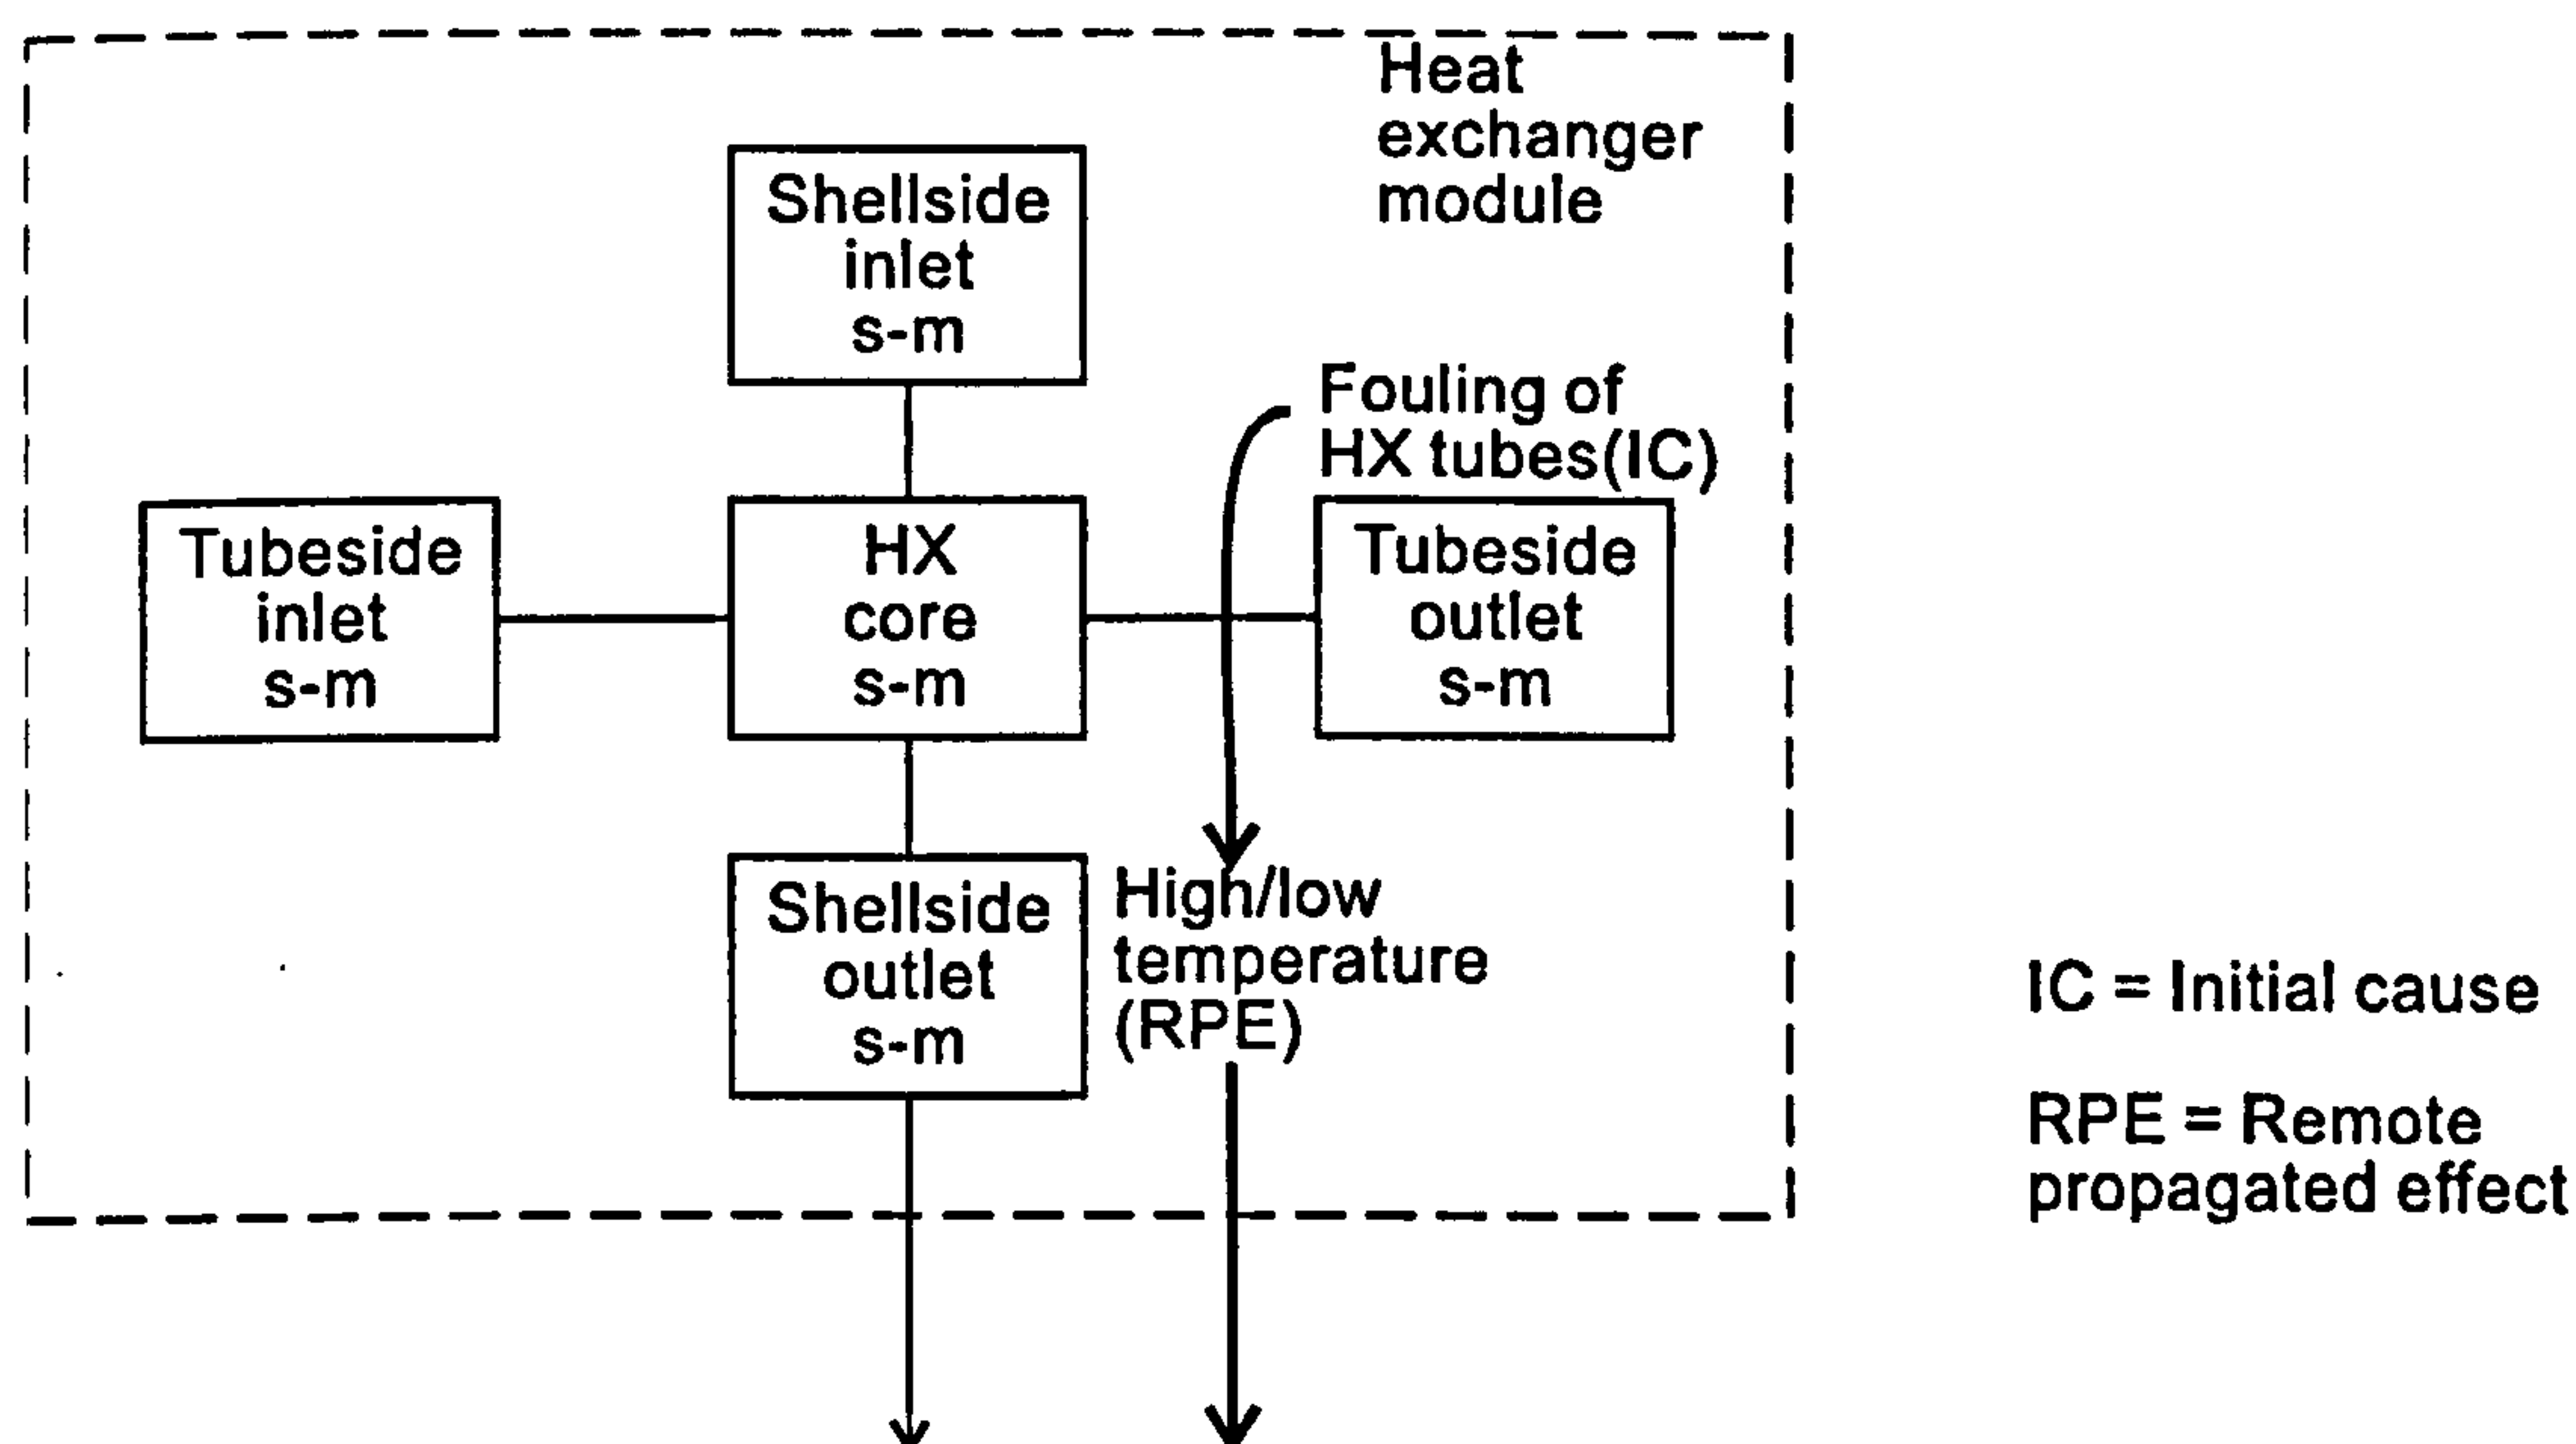 Heat
exchanger
module
Shellside
inlet
s-m
Fouling of
HX tubes(IC)
Tubeside
inlet
s-m
HX
core
s-m
Tubeside
outlet
s-m
Shellside
outlet
s-m
High/low
temperature
(RPE)
IC = Initial cause
RPE = Remote
propagated effect